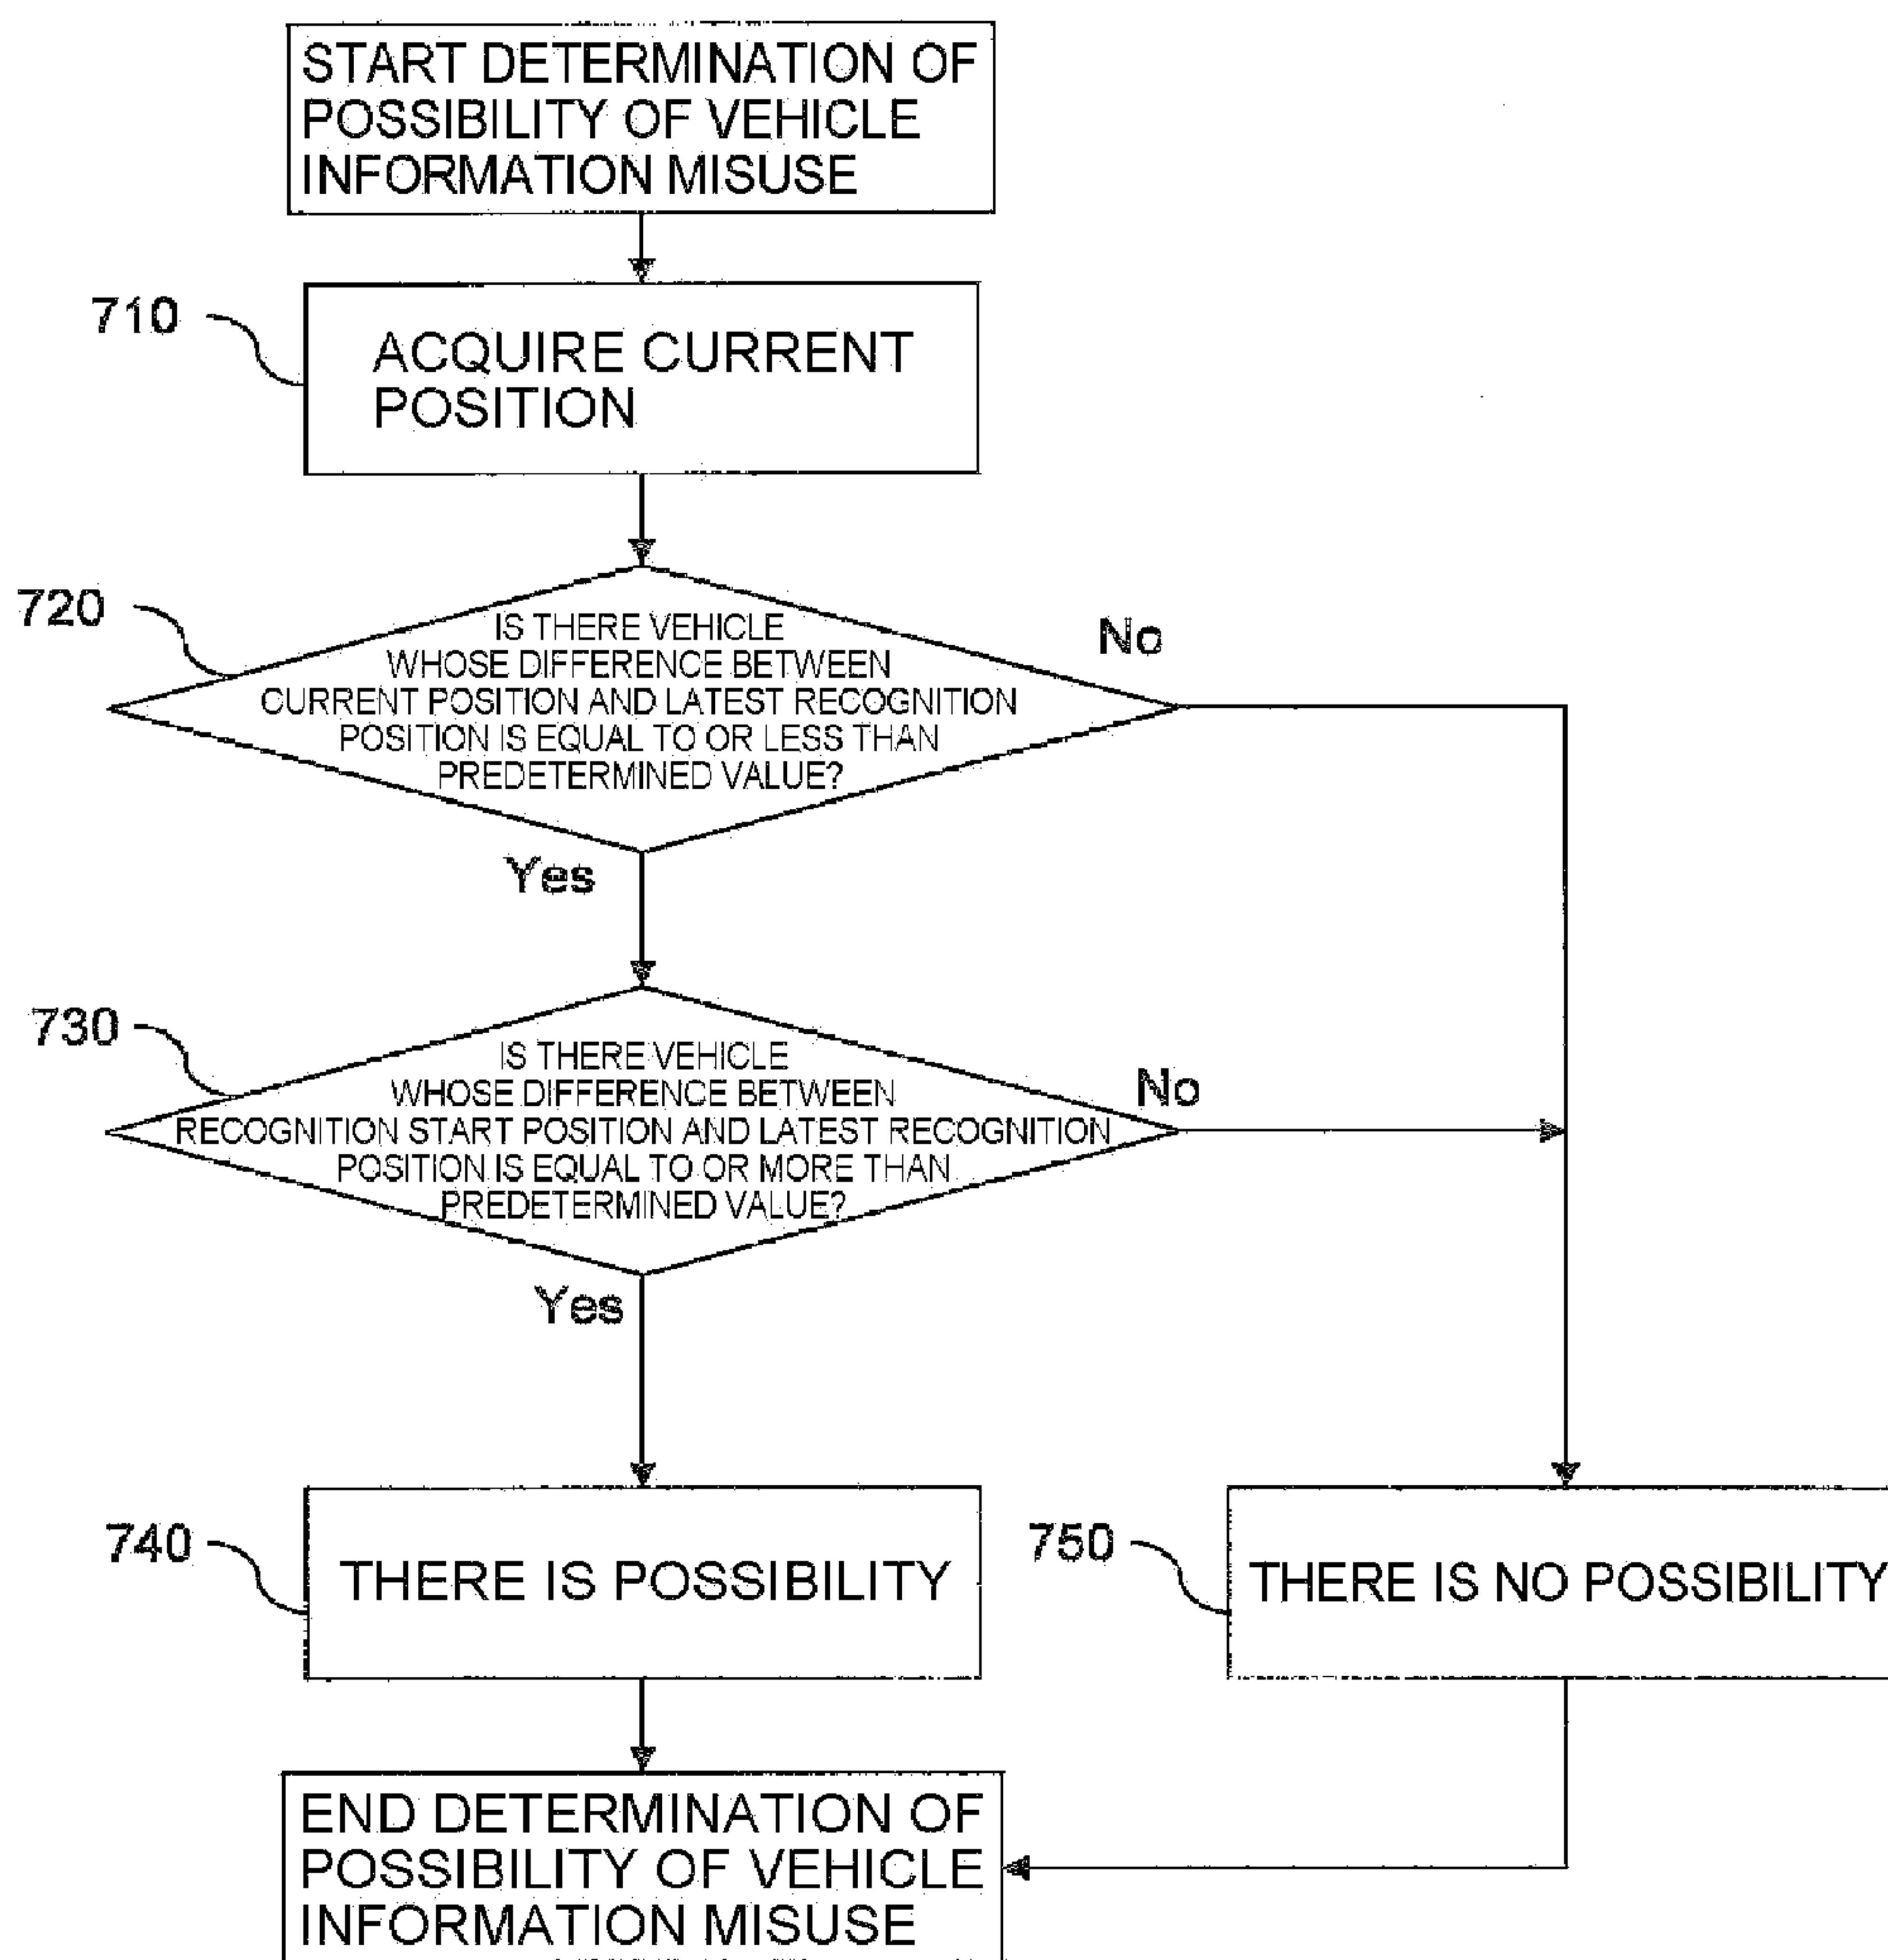 START DETERMINATION OF
POSSIBILITY OF VEHICLE
INFORMATION MISUSE
710
ACQUIRE CURRENT
POSITION
720
IS THERE VEHICLE
WHOSE DIFFERENCE BETWEEN
CURRENT POSITION AND LATEST RECOGNITION
POSITION IS EQUAL TO OR LESS THAN
PREDETERMINED VALUE?
No
Yes
730
IS THERE VEHICLE
WHOSE DIFFERENCE BETWEEN
RECOGNITION START POSITION AND LATEST RECOGNITION
POSITION IS EQUAL TO OR MORE THAN
PREDETERMINED VALUE?
No
Yes
740
THERE IS POSSIBILITY
750
THERE IS NO POSSIBILITY
END DETERMINATION OF
POSSIBILITY OF VEHICLE
INFORMATION MISUSE